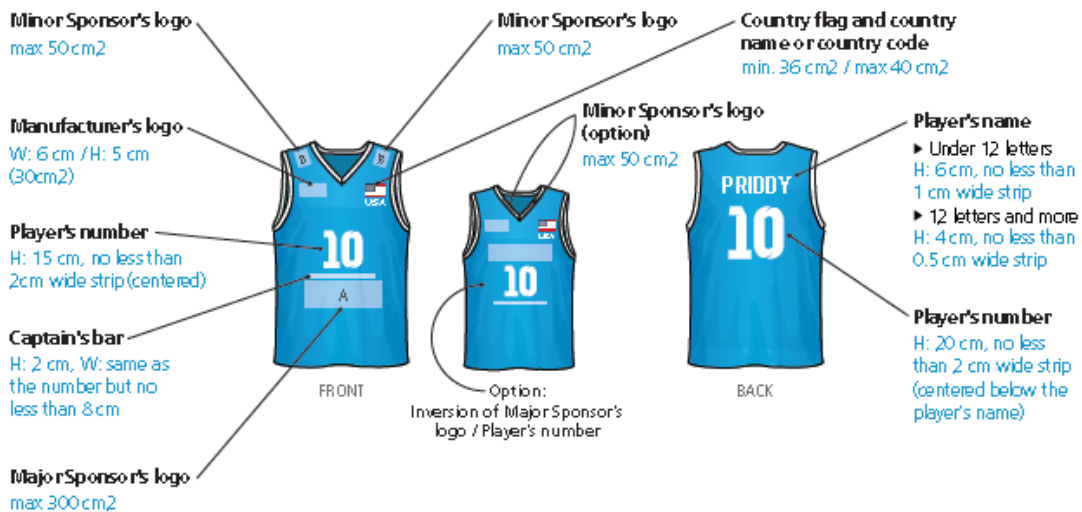 Minor Sponsor's logo
max 50 cm2
Minor Sponsor's logo
max 50 cm2
Country flag and country
name or country code
min. 36 cm2 / max 40 cm2
Manufacturer's logo
W: 6 cm / H: 5 cm
(30cm2)
Minor Sponsor's logo
(option)
max 50 cm2
Player's name
▸ Under 12 letters
H: 6 cm, no less than
1 cm wide strip
▸ 12 letters and more
H: 4 cm, no less than
0.5 cm wide strip
Player's number
H: 15 cm, no less than
2cm wide strip (centered)
Captain's bar
H: 2 cm, W: same as
the number but no
less than 8 cm
Major Sponsor's logo
max 300 cm2
B
B
USA
10
A
FRONT
USA
10
Option:
Inversion of Major Sponsor's
logo / Player's number
PRIDDY
10
BACK
Player's number
H: 20 cm, no less
than 2 cm wide strip
(centered below the
player's name)